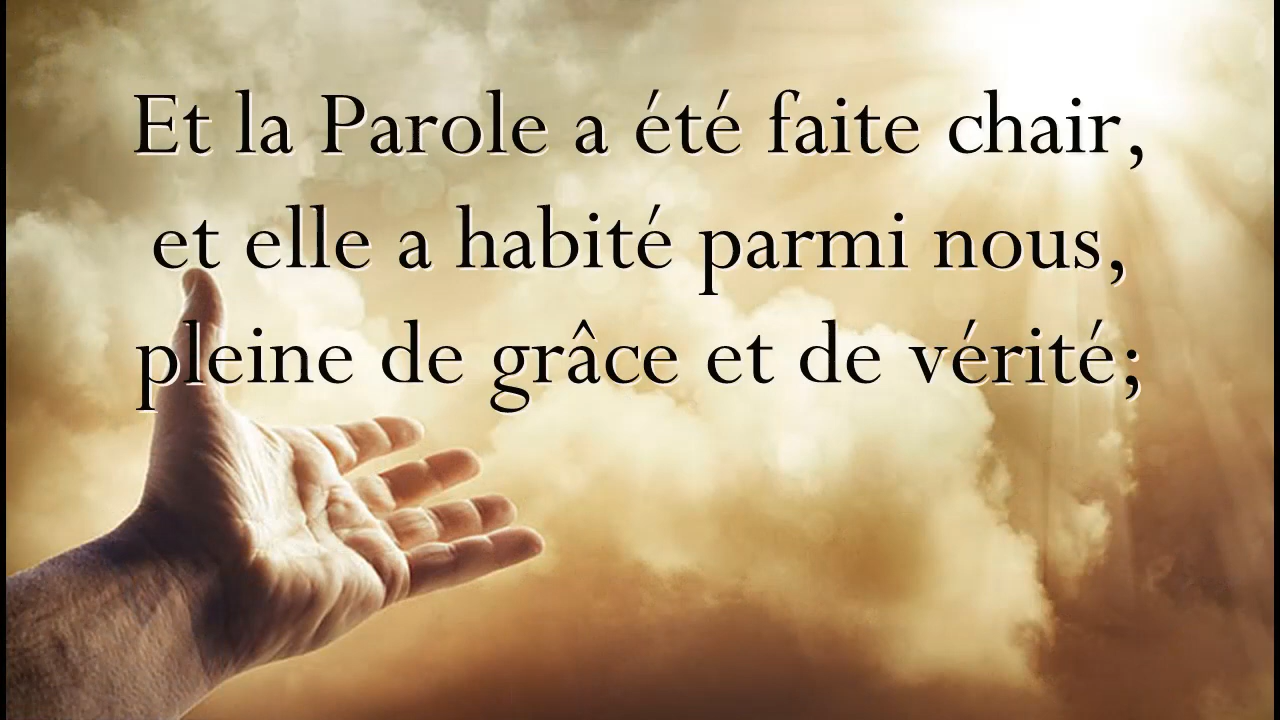 Et la Parole a été faite chair,
et elle a habité parmi nous,
pleine de grâce et de vérité;